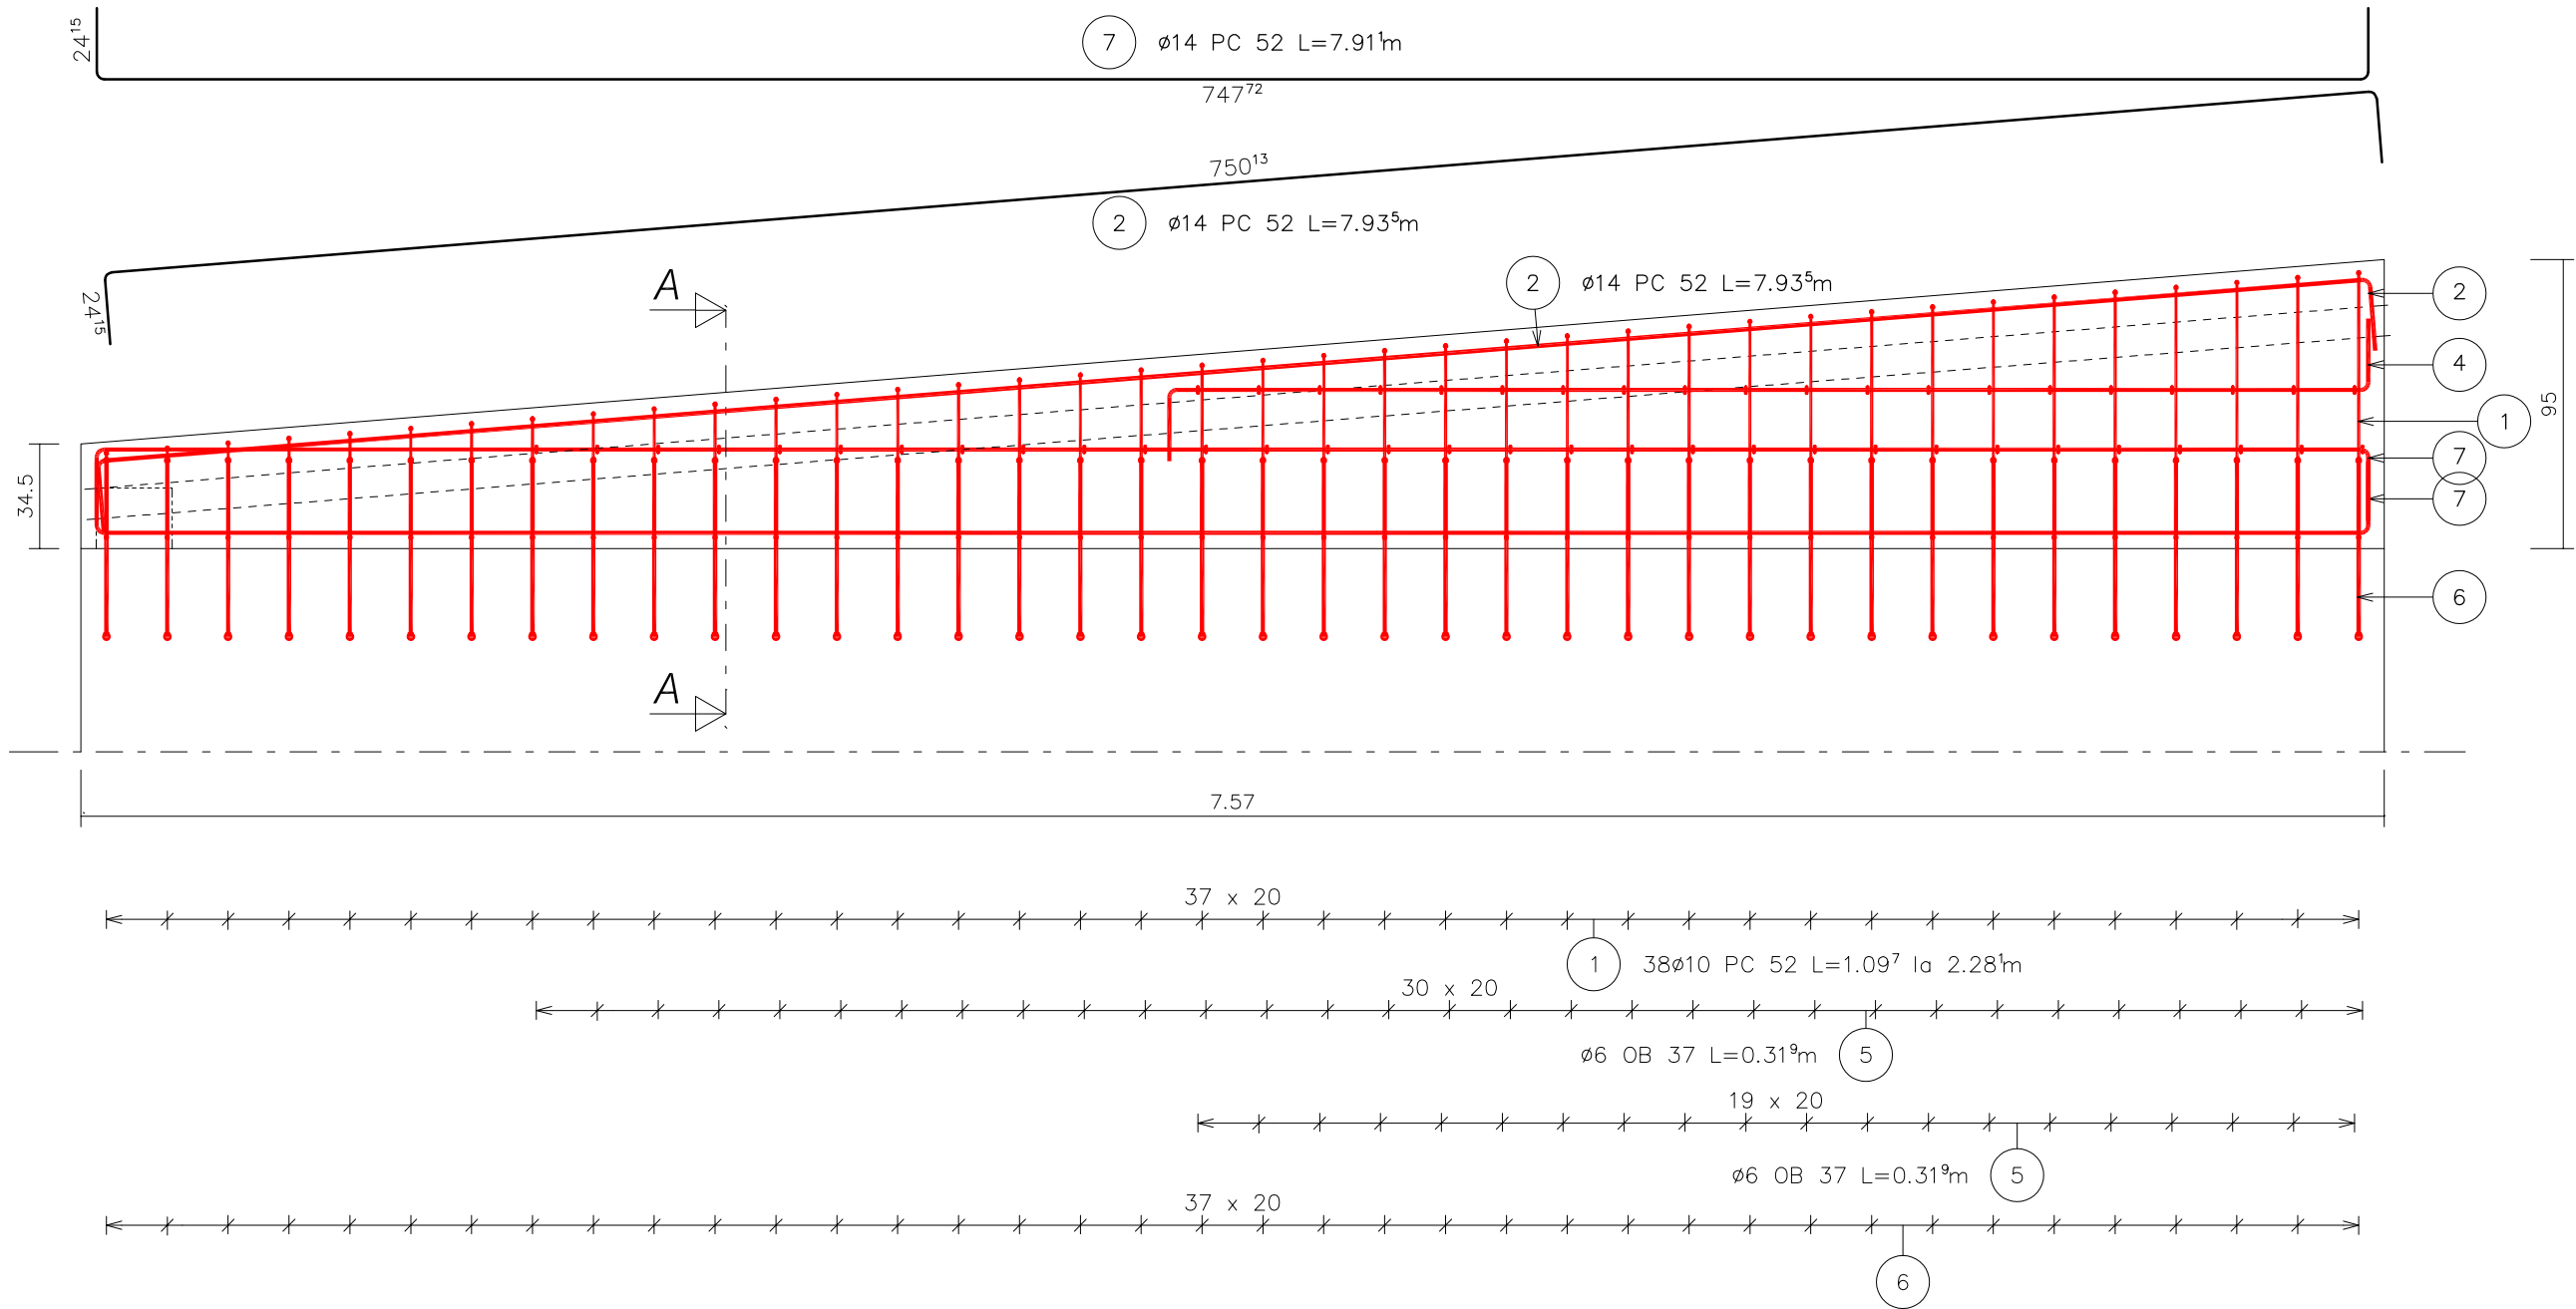 24¹⁵
7 ø14 PC 52 L=7.91¹m
747⁷²
750¹³
2 ø14 PC 52 L=7.93⁵m
24¹⁵
A
2 ø14 PC 52 L=7.93⁵m
2
4
95
1
7
34.5
7
6
A
7.57
37 x 20
1 38ø10 PC 52 L=1.09⁷ la 2.28¹m
30 x 20
ø6 OB 37 L=0.31⁹m 5
19 x 20
ø6 OB 37 L=0.31⁹m 5
37 x 20
6